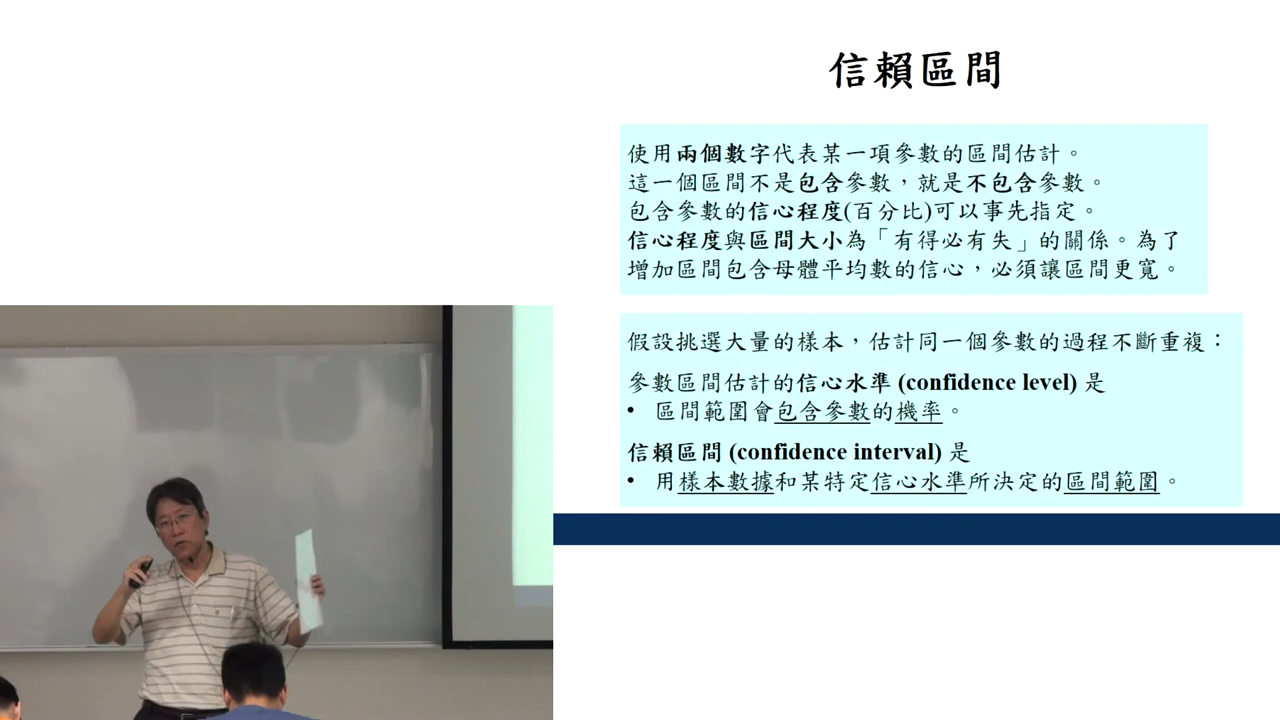 信賴區間
使用兩個數字代表某一項參數的區間估計。
這一個區間不是包含參數，就是不包含參數。
包含參數的信心程度(百分比)可以事先指定。
信心程度與區間大小為「有得必有失」的關係。為了
增加區間包含母體平均數的信心，必須讓區間更寬。
假設挑選大量的樣本，估計同一個參數的過程不斷重複：
參數區間估計的信心水準 (confidence level) 是
• 區間範圍會包含參數的機率。
信賴區間 (confidence interval) 是
• 用樣本數據和某特定信心水準所決定的區間範圍。